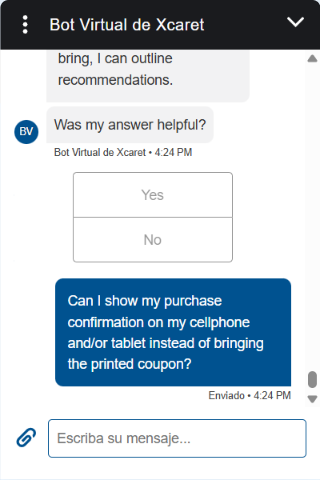 Bot Virtual de Xcaret
bring, I can outline
recommendations.
Was my answer helpful?
BV
Bot Virtual de Xcaret • 4:24 PM
Yes
No
Can I show my purchase
confirmation on my cellphone
and/or tablet instead of bringing
the printed coupon?
Enviado • 4:24 PM
Escriba su mensaje...